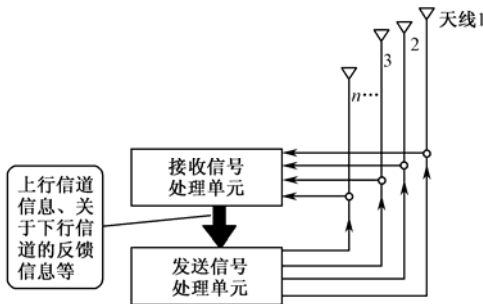 天线1
2
3
n…
接收信号
处理单元
上行信道
信息、关
于下行信
道的反馈
信息等
发送信号
处理单元